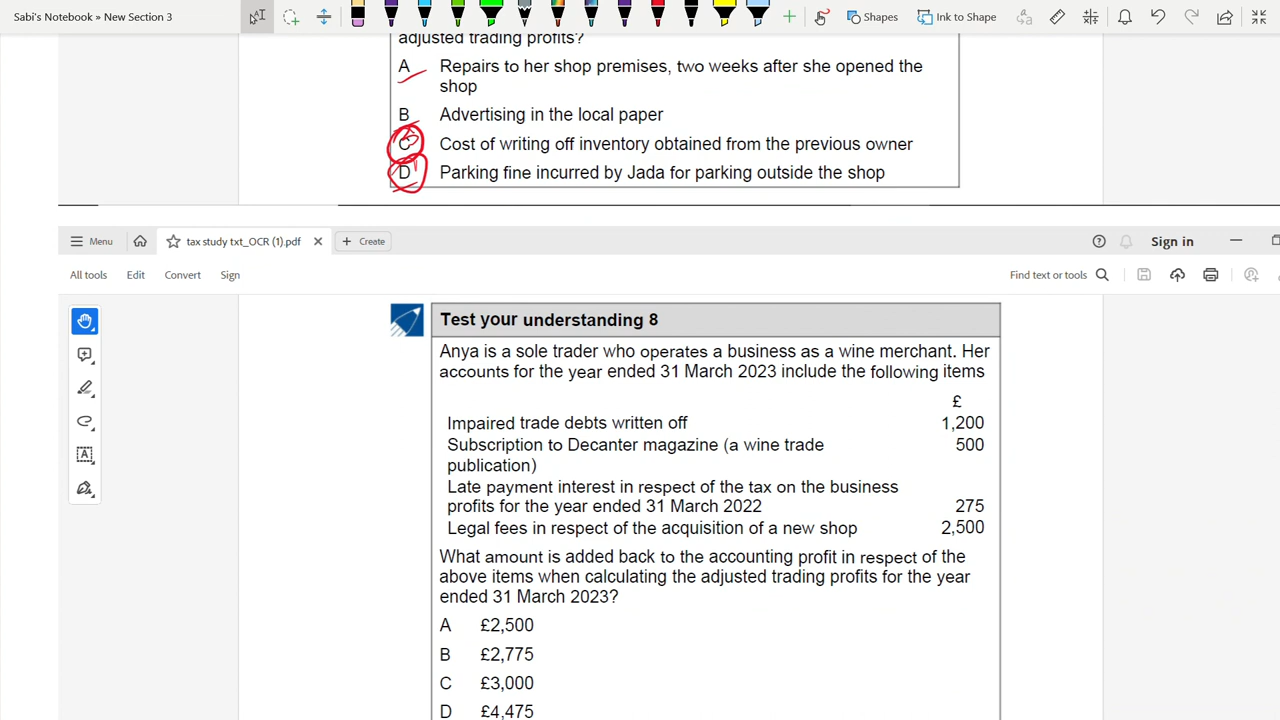 Sabi's Notebook » New Section 3
Shapes
Ink to Shape
adjusted trading profits?
A Repairs to her shop premises, two weeks after she opened the
shop
B Advertising in the local paper
C Cost of writing off inventory obtained from the previous owner
D Parking fine incurred by Jada for parking outside the shop
Menu
tax study txt_OCR (1).pdf
Create
Sign in
All tools Edit Convert Sign
Find text or tools
Test your understanding 8
Anya is a sole trader who operates a business as a wine merchant. Her
accounts for the year ended 31 March 2023 include the following items
£
Impaired trade debts written off 1,200
Subscription to Decanter magazine (a wine trade 500
publication)
Late payment interest in respect of the tax on the business
profits for the year ended 31 March 2022 275
Legal fees in respect of the acquisition of a new shop 2,500
What amount is added back to the accounting profit in respect of the
above items when calculating the adjusted trading profits for the year
ended 31 March 2023?
A £2,500
B £2,775
C £3,000
D £4,475